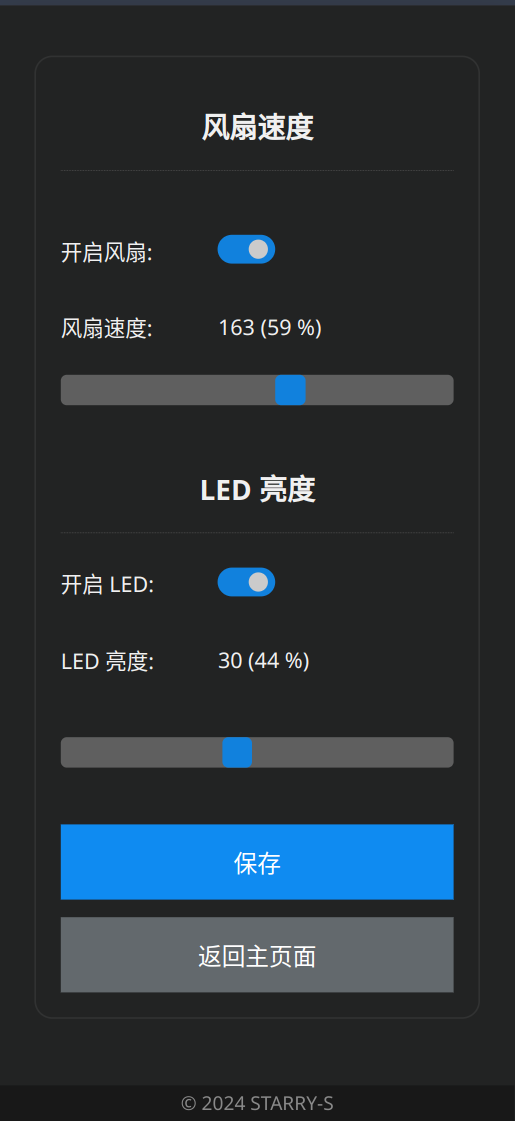 风扇速度
开启风扇:
风扇速度: 163 (59 %)
LED 亮度
开启 LED:
LED 亮度: 30 (44 %)
保存
返回主页面
© 2024 STARRY-S